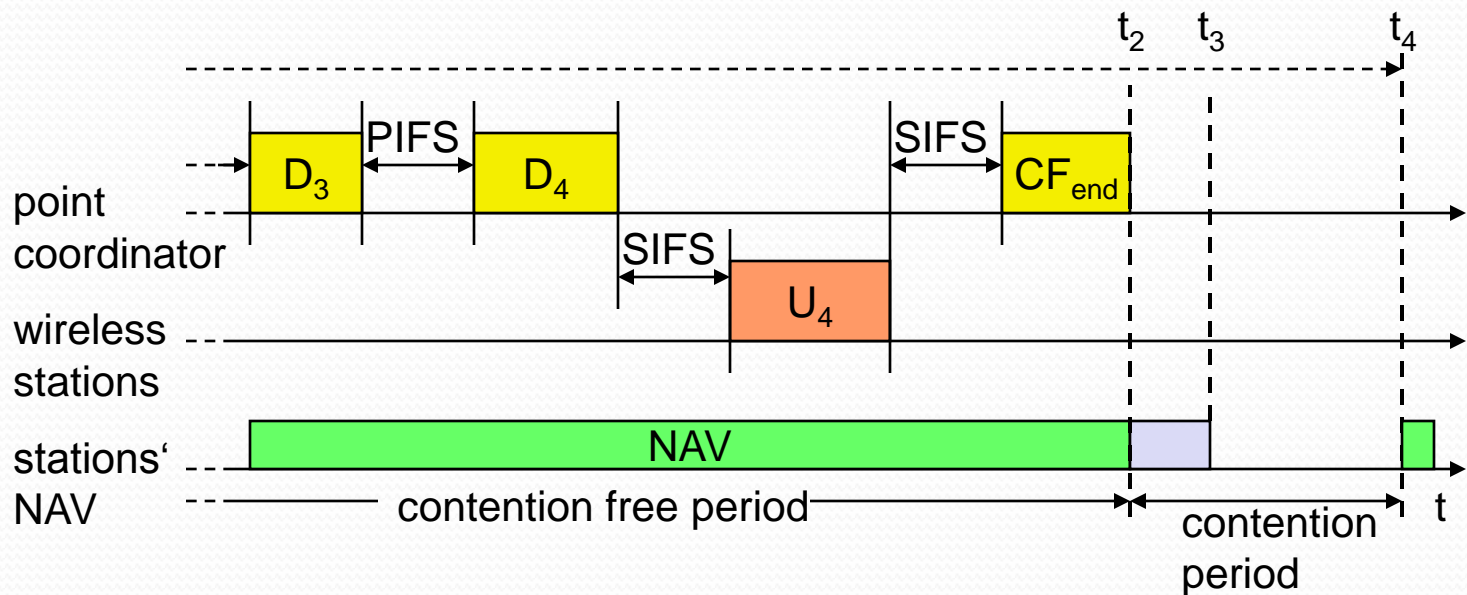 t2 t3 t4
PIFS SIFS
D3 D4 CFend
point
coordinator
SIFS
U4
wireless
stations
stations‘ NAV
NAV contention free period t
contention
period